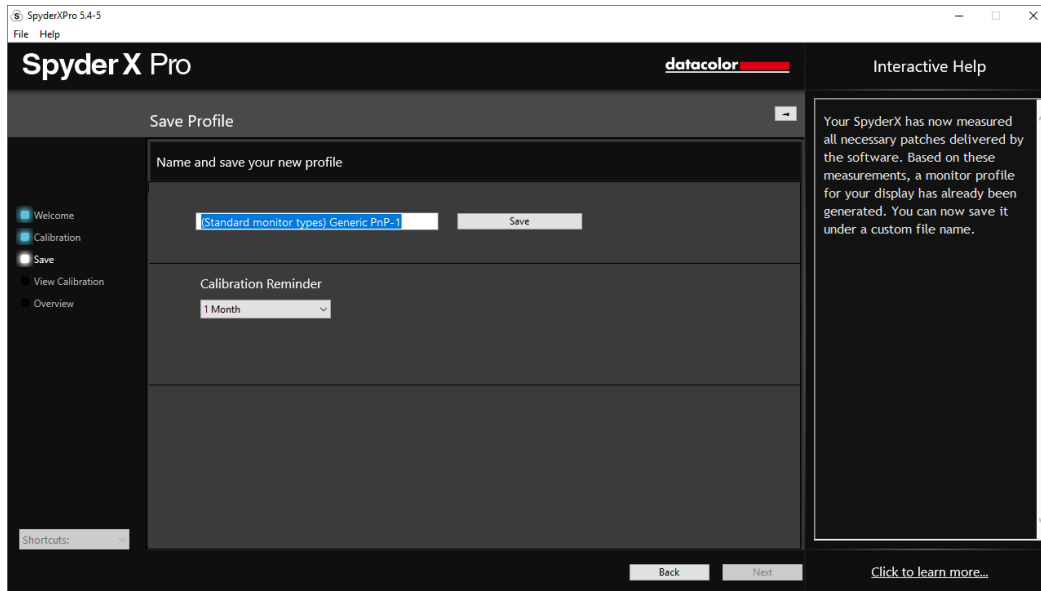 SpyderXPro 5.4-5
File Help
Spyder X Pro
datacolor
Interactive Help
Save Profile
Name and save your new profile
Welcome
Calibration
Save
View Calibration
Overview
(Standard monitor types) Generic PnP-1
Save
Calibration Reminder
1 Month
Shortcuts:
Back
Next
Your SpyderX has now measured
all necessary patches delivered by
the software. Based on these
measurements, a monitor profile
for your display has already been
generated. You can now save it
under a custom file name.
Click to learn more...